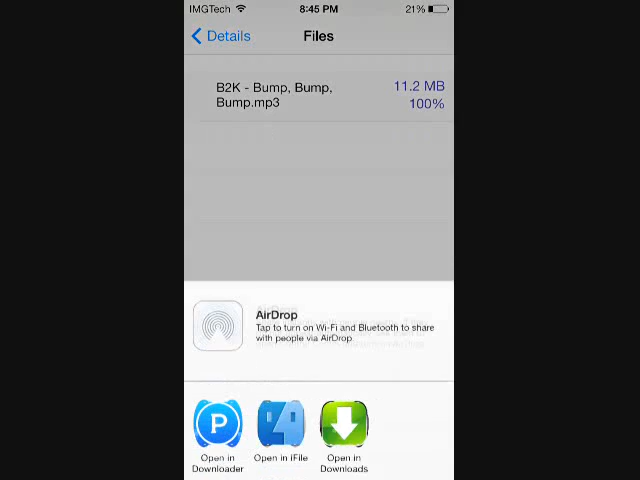 IMGTech 8:45 PM 21%
Details Files
B2K - Bump, Bump, 11.2 MB
Bump.mp3 100%
AirDrop
Tap to turn on Wi-Fi and Bluetooth to share
with people via AirDrop.
P
Open in Downloader
Open in iFile
Open in Downloads